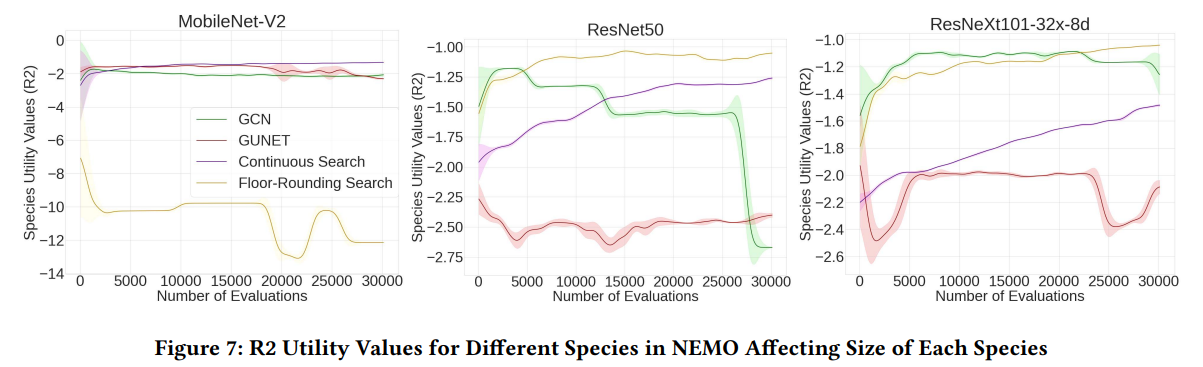 MobileNet-V2
Species Utility Values (R2)
0
−2
−4
−6
−8
−10
−12
−14
GCN
GUNET
Continuous Search
Floor-Rounding Search
0 5000 10000 15000 20000 25000 30000
Number of Evaluations
ResNet50
Species Utility Values (R2)
−1.00
−1.25
−1.50
−1.75
−2.00
−2.25
−2.50
−2.75
0 5000 10000 15000 20000 25000 30000
Number of Evaluations
ResNeXt101-32x-8d
Species Utility Values (R2)
−1.0
−1.2
−1.4
−1.6
−1.8
−2.0
−2.2
−2.4
−2.6
0 5000 10000 15000 20000 25000 30000
Number of Evaluations
Figure 7: R2 Utility Values for Different Species in NEMO Affecting Size of Each Species